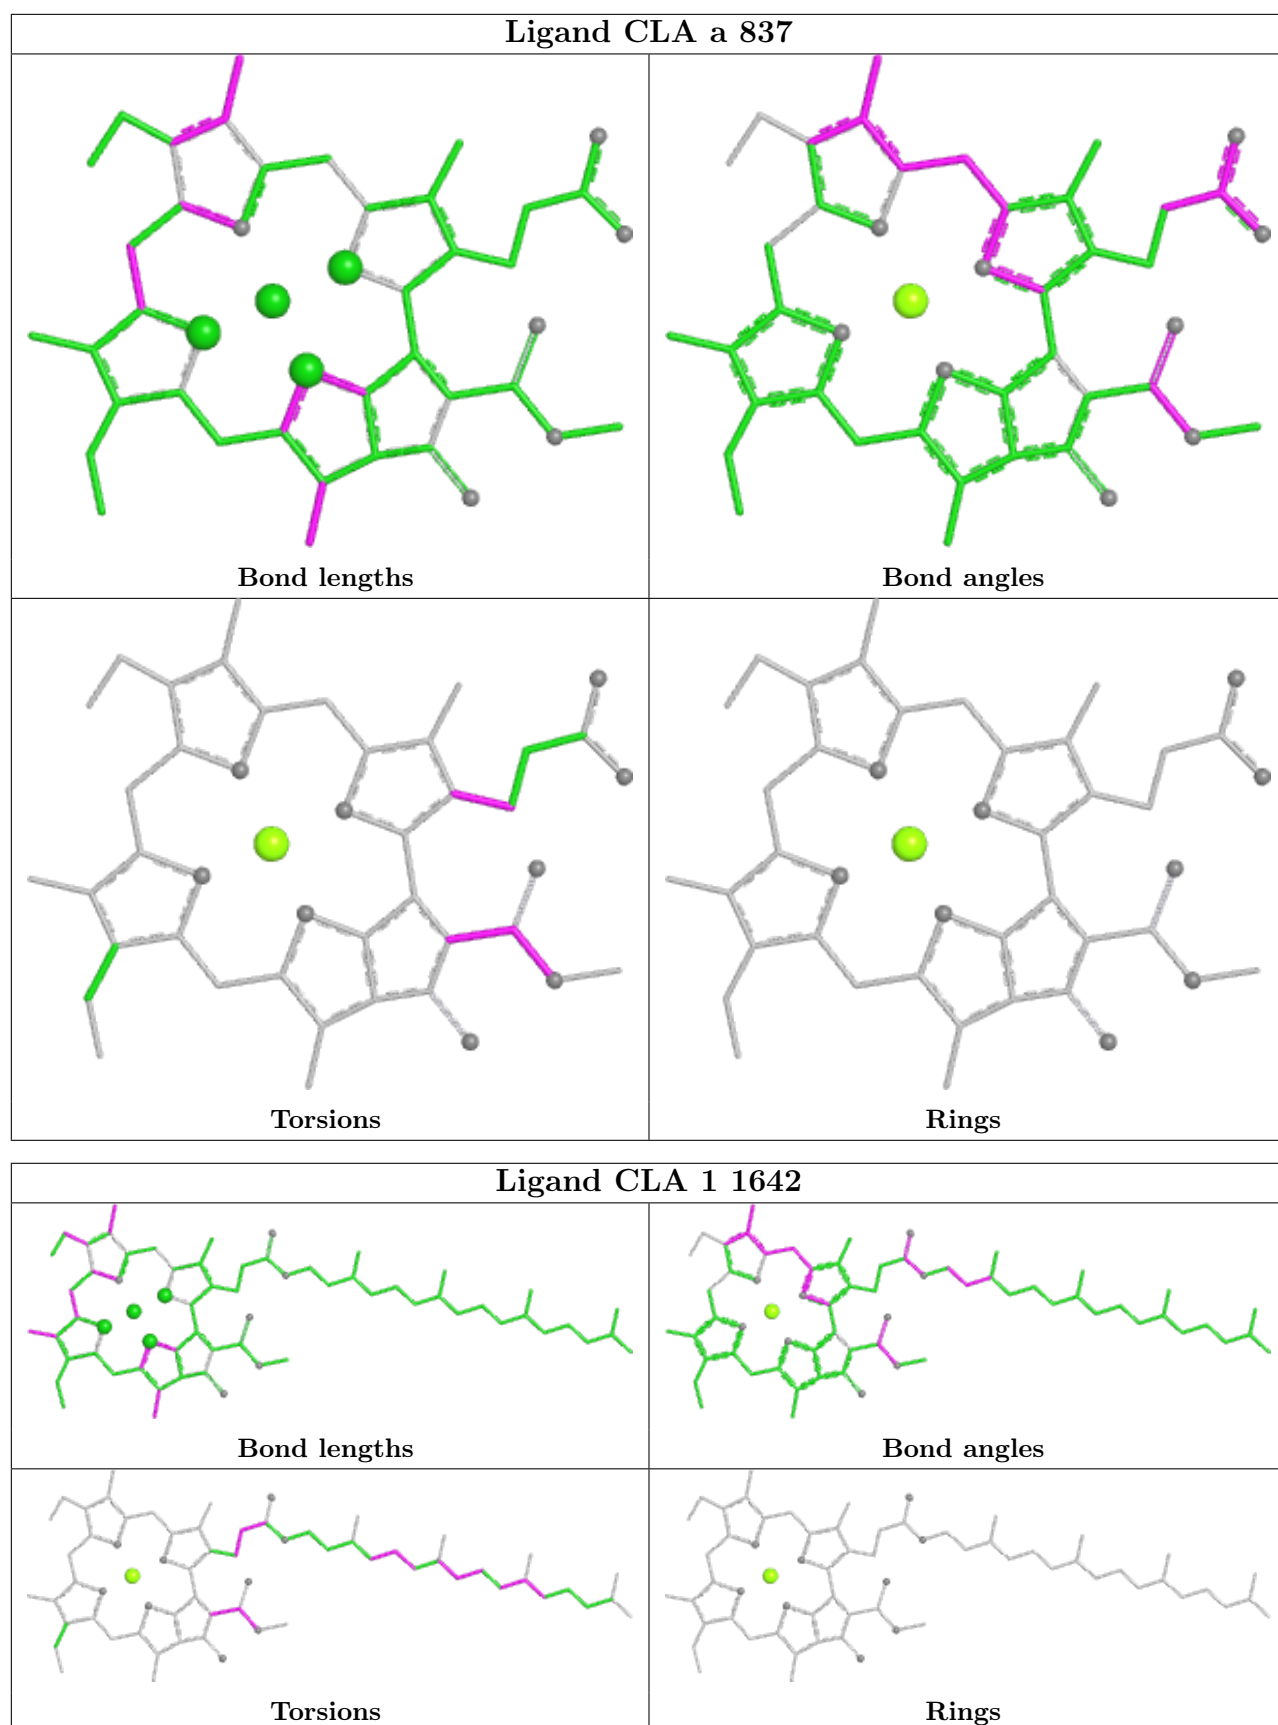 Ligand CLA a 837
Bond lengths
Bond angles
Torsions
Rings
Ligand CLA 1 1642
Bond lengths
Bond angles
Torsions
Rings